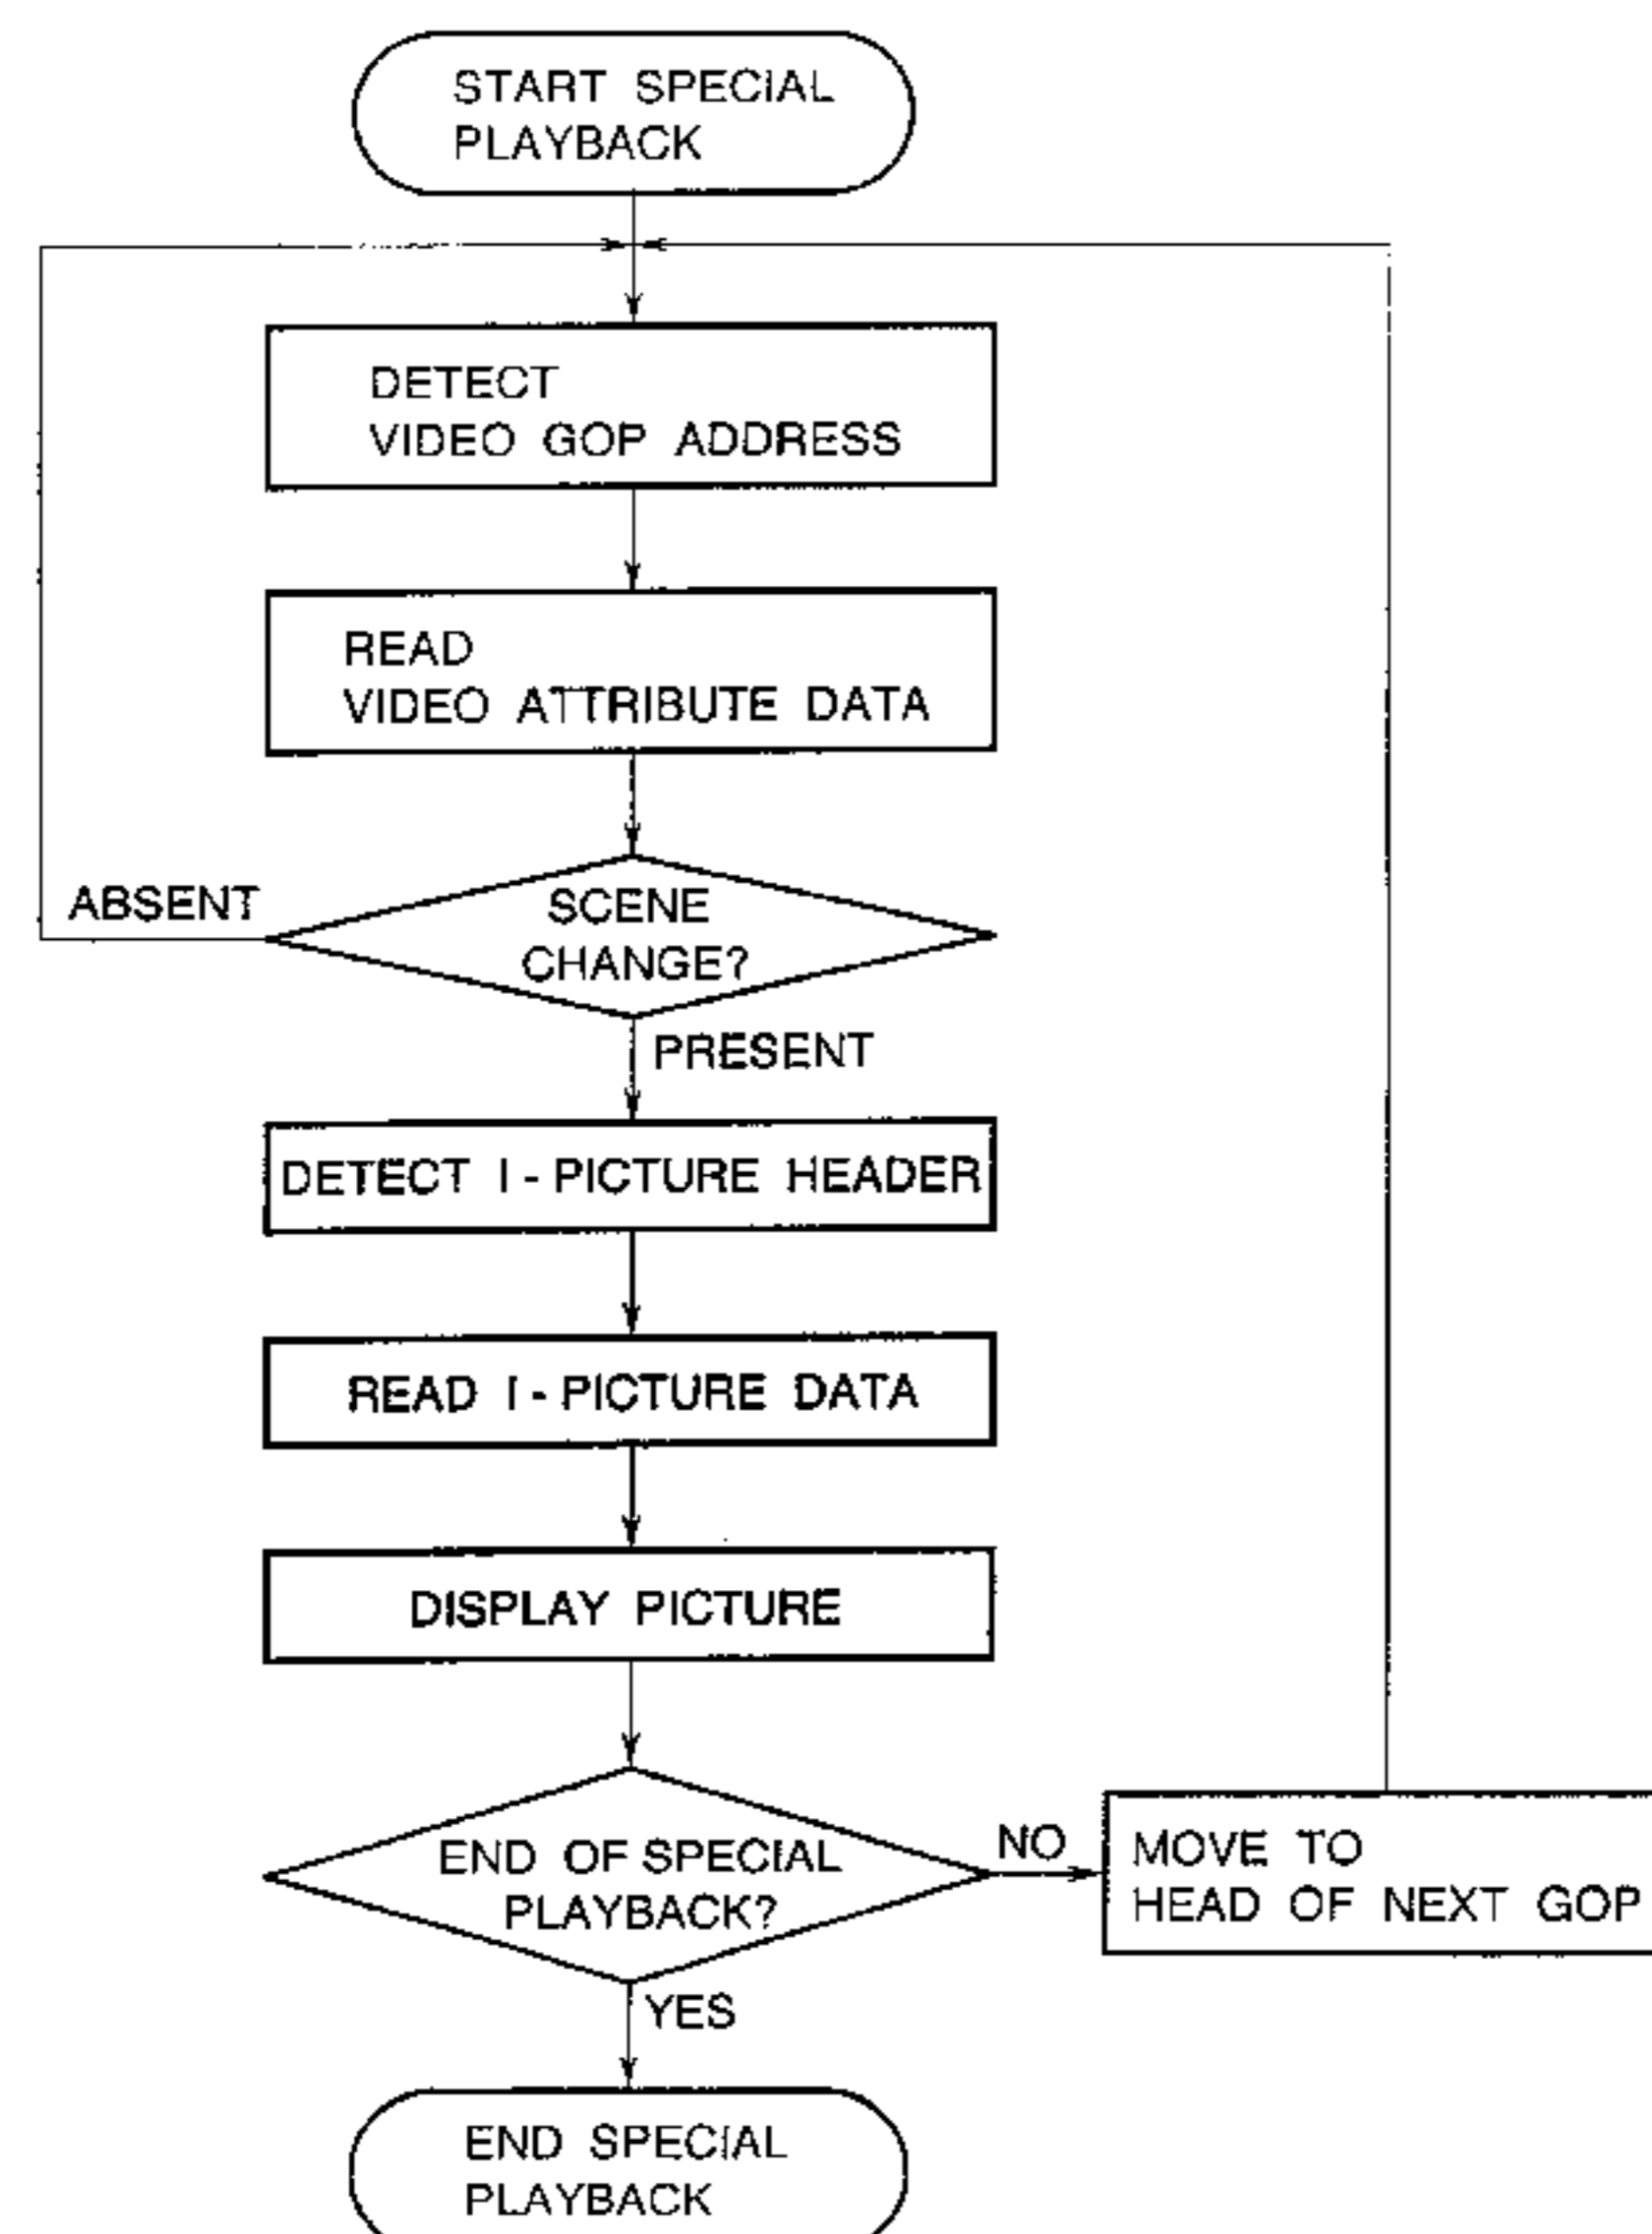 START SPECIAL
PLAYBACK
DETECT
VIDEO GOP ADDRESS
READ
VIDEO ATTRIBUTE DATA
ABSENT
SCENE
CHANGE?
PRESENT
DETECT I-PICTURE HEADER
READ I-PICTURE DATA
DISPLAY PICTURE
END OF SPECIAL
PLAYBACK?
NO
MOVE TO
HEAD OF NEXT GOP
YES
END SPECIAL
PLAYBACK